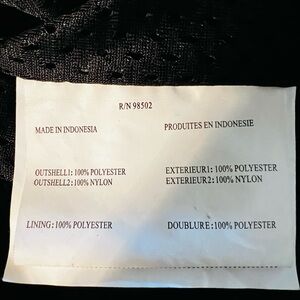 R/N 98502
MADE IN INDONESIA PRODUITES EN INDONESIE
OUTSHELL1: 100% POLYESTER EXTERIEUR1: 100% POLYESTER
OUTSHELL2: 100% NYLON EXTERIEUR2: 100% NYLON
LINING: 100% POLYESTER DOUBLURE: 100% POLYESTER